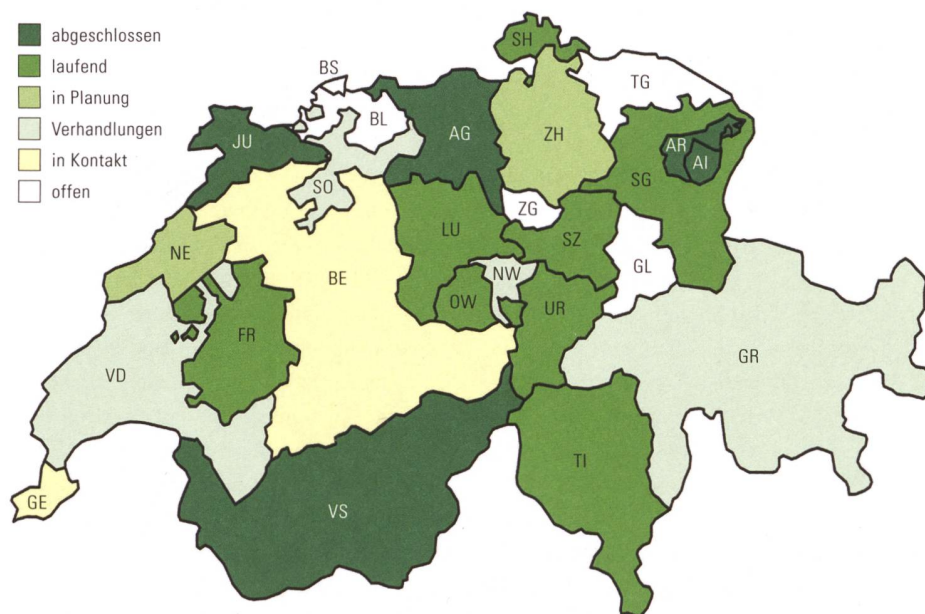 abgeschlossen
laufend
in Planung
Verhandlungen
in Kontakt
offen
SH
BS
TG
BL
JU
AG
ZH
AR
AI
SO
SG
ZG
LU
SZ
NE
NW
GL
BE
OW
UR
FR
GR
VD
TI
GE
VS